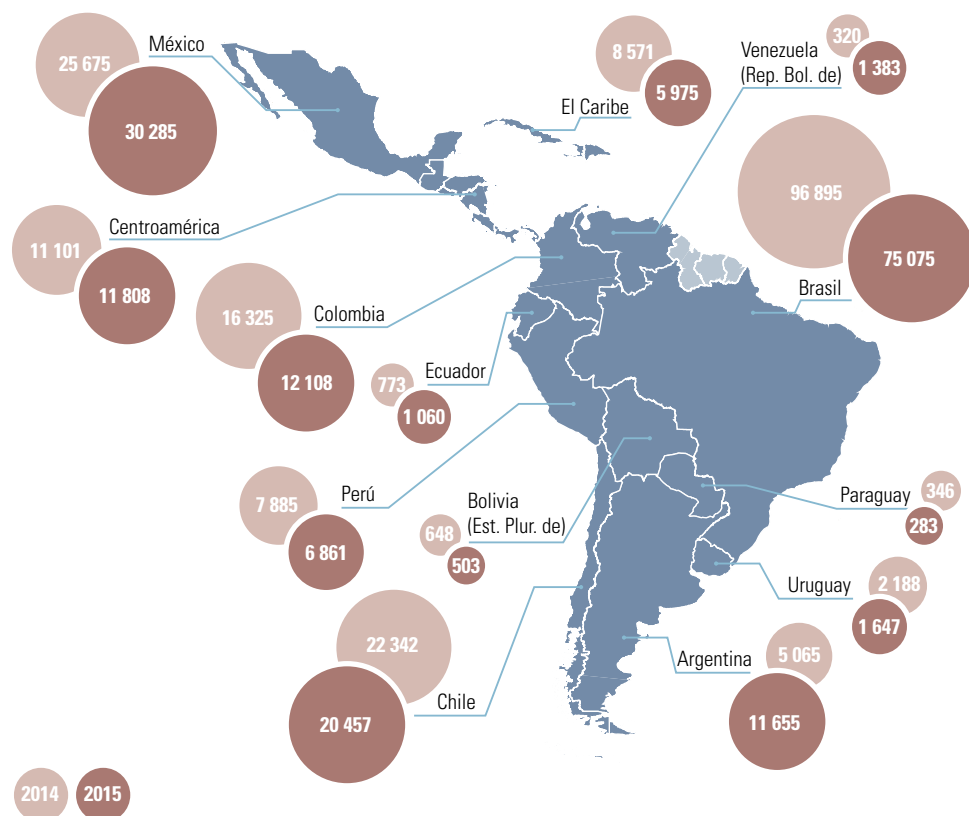 México
25 675
30 285
8 571
5 975
El Caribe
Venezuela
(Rep. Bol. de)
320
1 383
96 895
75 075
Brasil
Centroamérica
11 101
11 808
Colombia
16 325
12 108
Ecuador
773
1 060
Perú
7 885
6 861
Bolivia
(Est. Plur. de)
648
503
Paraguay
346
283
Uruguay
2 188
1 647
Argentina
5 065
11 655
22 342
20 457
Chile
2014
2015